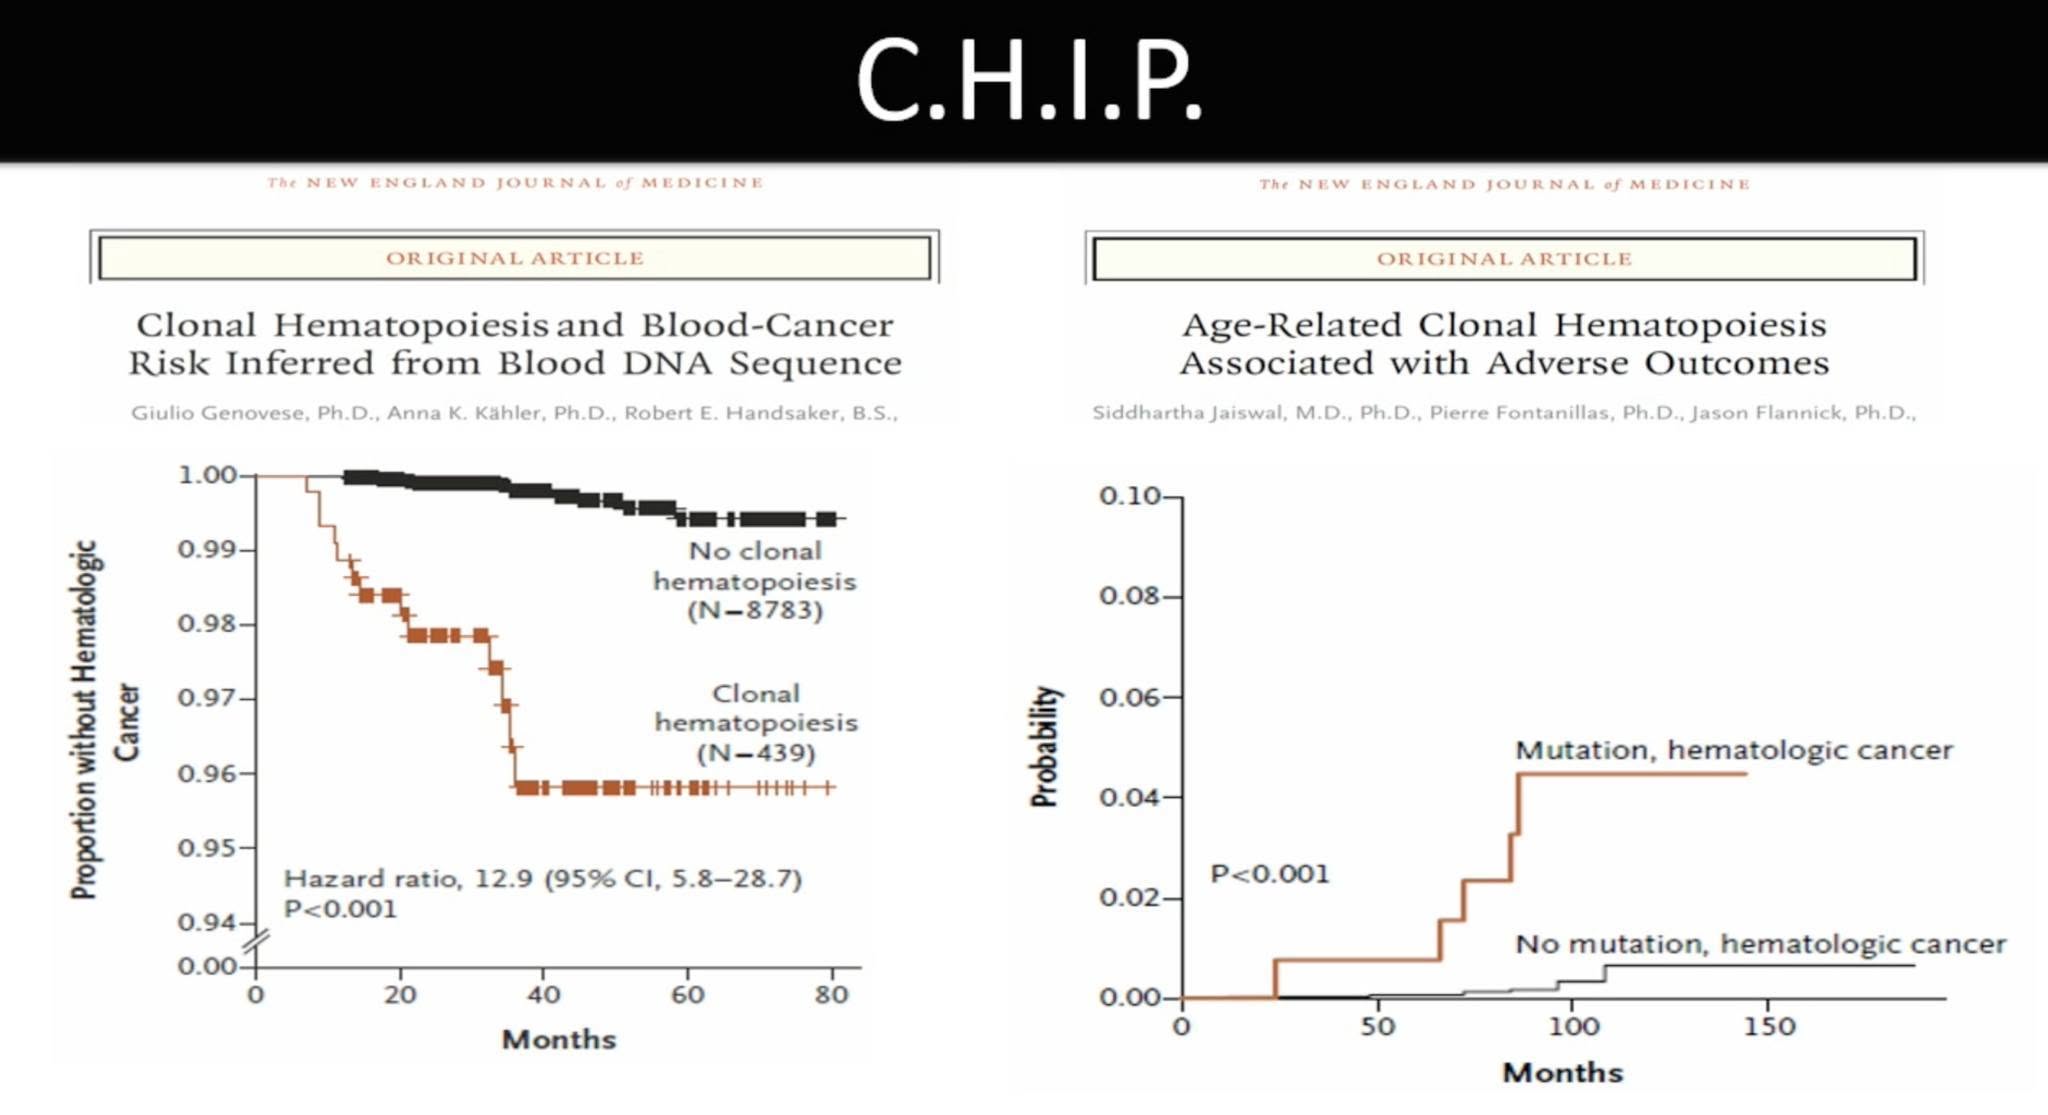 C.H.I.P.
The NEW ENGLAND JOURNAL of MEDICINE
ORIGINAL ARTICLE
Clonal Hematopoiesis and Blood-Cancer
Risk Inferred from Blood DNA Sequence
Giulio Genovese, Ph.D., Anna K. Kähler, Ph.D., Robert E. Handsaker, B.S.,
Proportion without Hematologic
Cancer
1.00
0.99
0.98
0.97
0.96
0.95
0.94
0.00
No clonal
hematopoiesis
(N–8783)
Clonal
hematopoiesis
(N–439)
Hazard ratio, 12.9 (95% CI, 5.8–28.7)
P<0.001
0 20 40 60 80
Months
The NEW ENGLAND JOURNAL of MEDICINE
ORIGINAL ARTICLE
Age-Related Clonal Hematopoiesis
Associated with Adverse Outcomes
Siddhartha Jaiswal, M.D., Ph.D., Pierre Fontanillas, Ph.D., Jason Flannick, Ph.D.,
Probability
0.10
0.08
0.06
0.04
0.02
0.00
Mutation, hematologic cancer
P<0.001
No mutation, hematologic cancer
0 50 100 150
Months